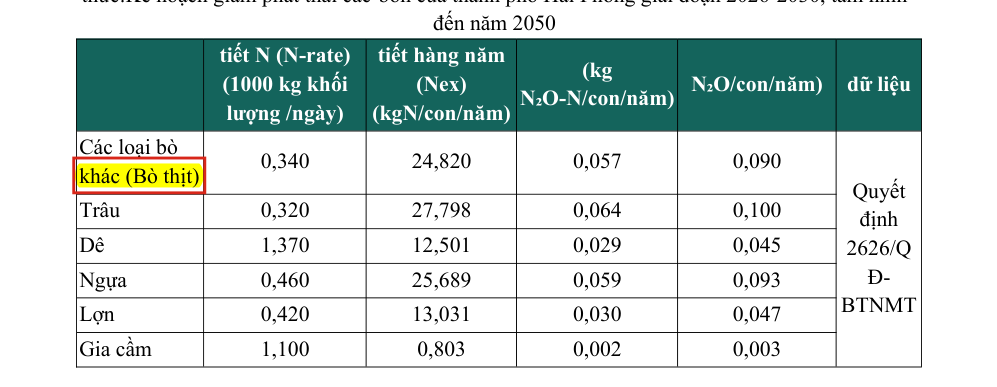 đến năm 2050
tiết N (N-rate)
(1000 kg khối
lượng /ngày)
tiết hàng năm
(Nex)
(kgN/con/năm)
(kg
N₂O-N/con/năm)
N₂O/con/năm)
dữ liệu
Các loại bò
khác (Bò thịt)
0,340
24,820
0,057
0,090
Trâu
0,320
27,798
0,064
0,100
Dê
1,370
12,501
0,029
0,045
Ngựa
0,460
25,689
0,059
0,093
Lợn
0,420
13,031
0,030
0,047
Gia cầm
1,100
0,803
0,002
0,003
Quyết
định
2626/Q
Đ-
BTNMT